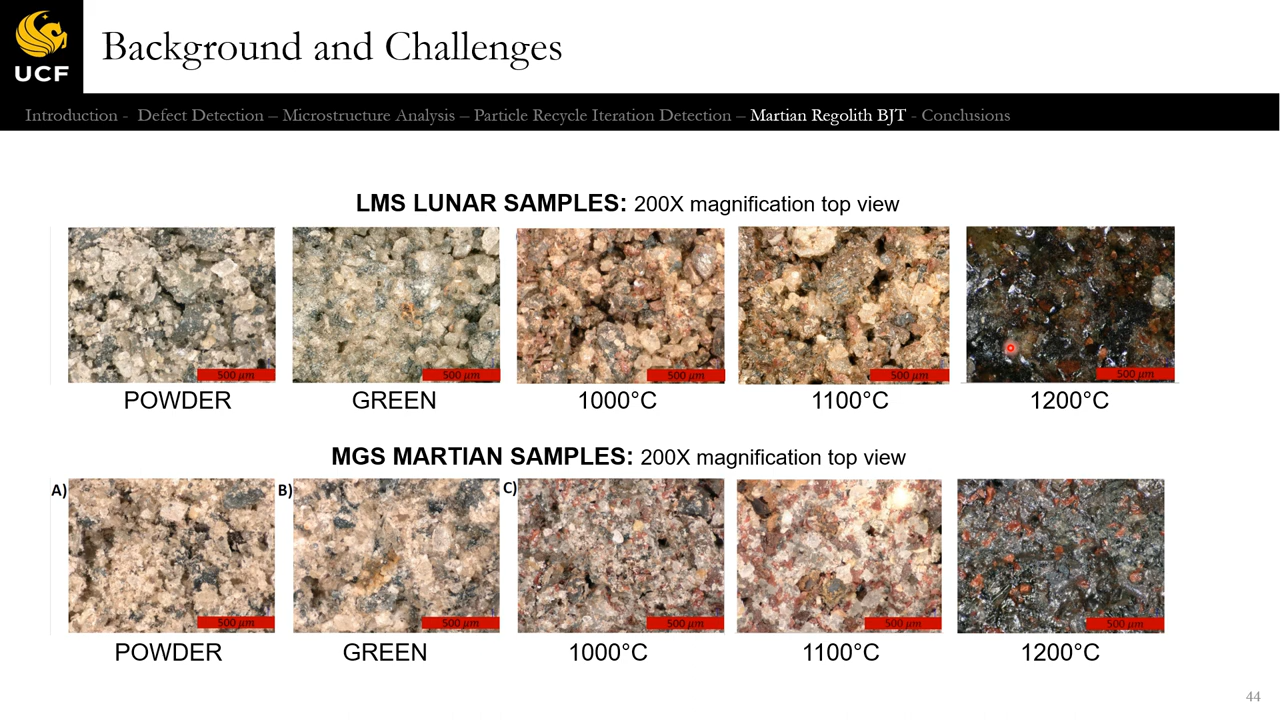 UCF
Background and Challenges
Introduction - Defect Detection – Microstructure Analysis – Particle Recycle Iteration Detection – Martian Regolith BJT - Conclusions
LMS LUNAR SAMPLES: 200X magnification top view
500 μm 500 μm 500 μm 500 μm 500 μm
POWDER GREEN 1000°C 1100°C 1200°C
MGS MARTIAN SAMPLES: 200X magnification top view
A) B) C)
500 μm 500 μm 500 μm 500 μm 500 μm
POWDER GREEN 1000°C 1100°C 1200°C
44